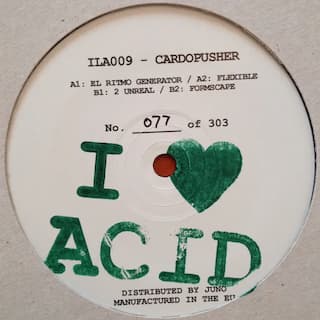 ILA009 - CARDOPUSHER
A1: EL RITMO GENERATOR / A2: FLEXIBLE
B1: 2 UNREAL / B2: FORMSCAPE
No. 077 of 303
I
ACID
DISTRIBUTED BY JUNO
MANUFACTURED IN THE EU